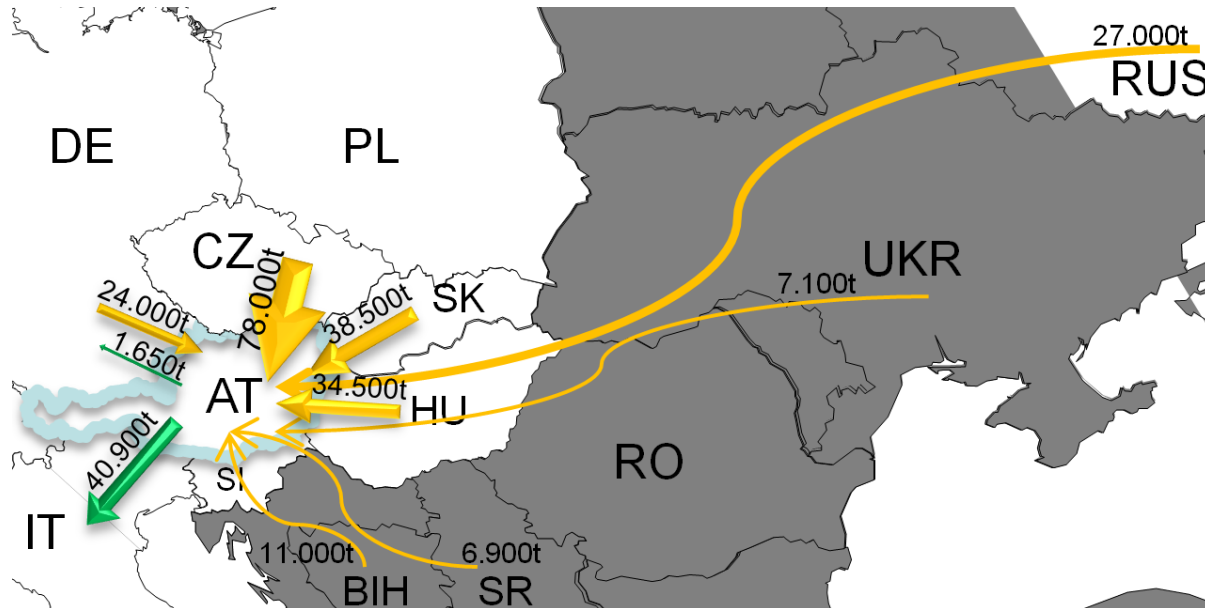 27.000t
RUS
DE
PL
CZ
UKR
78.000t
SK
7.100t
24.000t
38.500t
1.650t
AT
34.500t
HU
40.900t
RO
SI
IT
11.000t
6.900t
BIH
SR